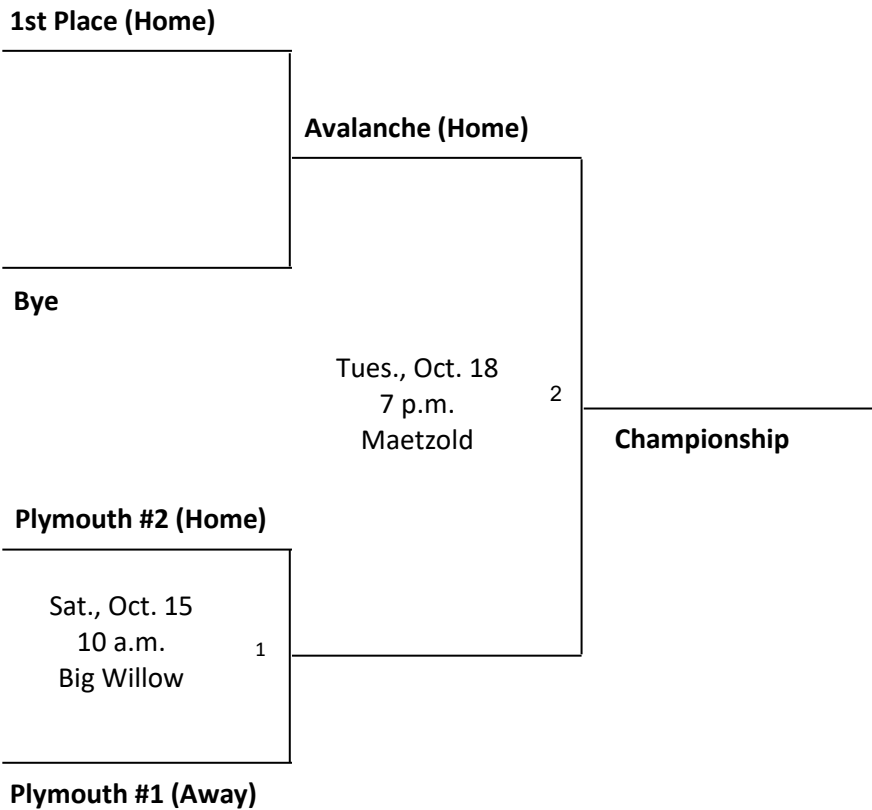 1st Place (Home)
Avalanche (Home)
Bye
Tues., Oct. 18
7 p.m.
Maetzold
2
Championship
Plymouth #2 (Home)
Sat., Oct. 15
10 a.m.
Big Willow
1
Plymouth #1 (Away)